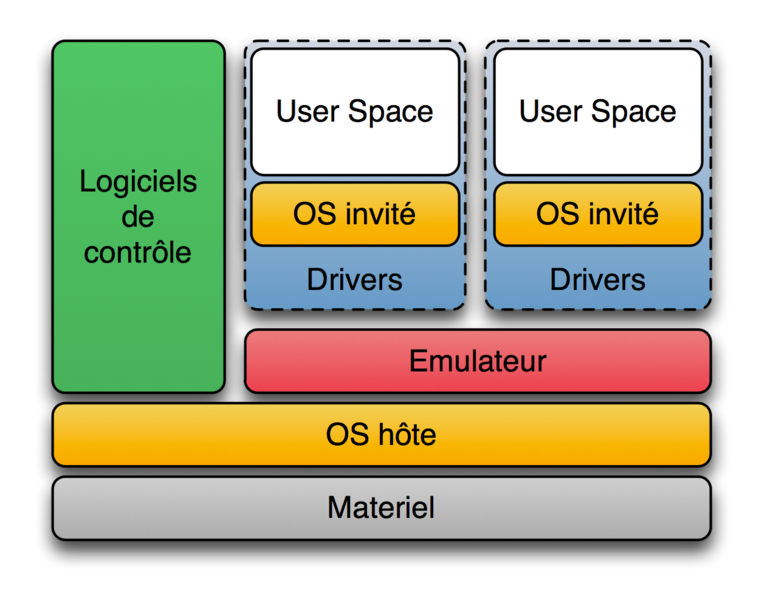 Logiciels
de
contrôle
User Space
OS invité
Drivers
User Space
OS invité
Drivers
Emulateur
OS hôte
Materiel